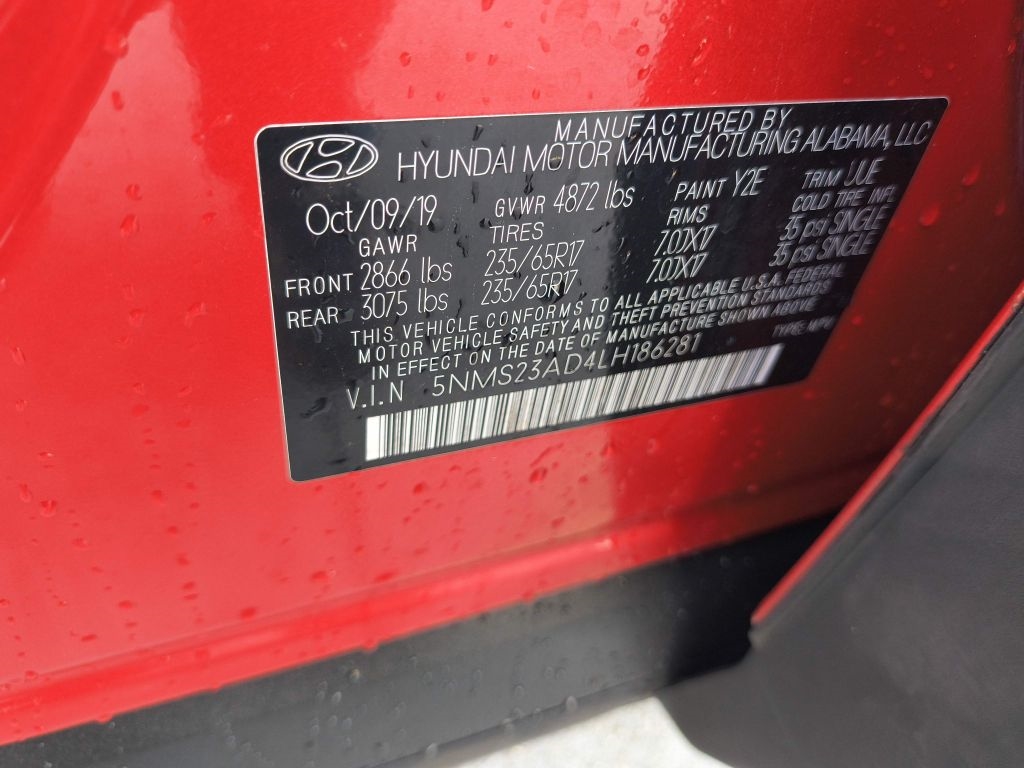 MANUFACTURED BY
HYUNDAI MOTOR MANUFACTURING ALABAMA, LLC
Oct/09/19 GVWR 4872 lbs PAINT Y2E TRIM UUE
GAWR TIRES RIMS COLD TIRE INFL
FRONT 2866 lbs 235/65R17 7.0JX17 35 psi SINGLE
REAR 3075 lbs 235/65R17 7.0JX17 35 psi SINGLE
THIS VEHICLE CONFORMS TO ALL APPLICABLE U.S.A. FEDERAL
MOTOR VEHICLE SAFETY AND THEFT PREVENTION STANDARDS
IN EFFECT ON THE DATE OF MANUFACTURE SHOWN ABOVE
V.I.N 5NMS23AD4LH186281 TYPE:MPV